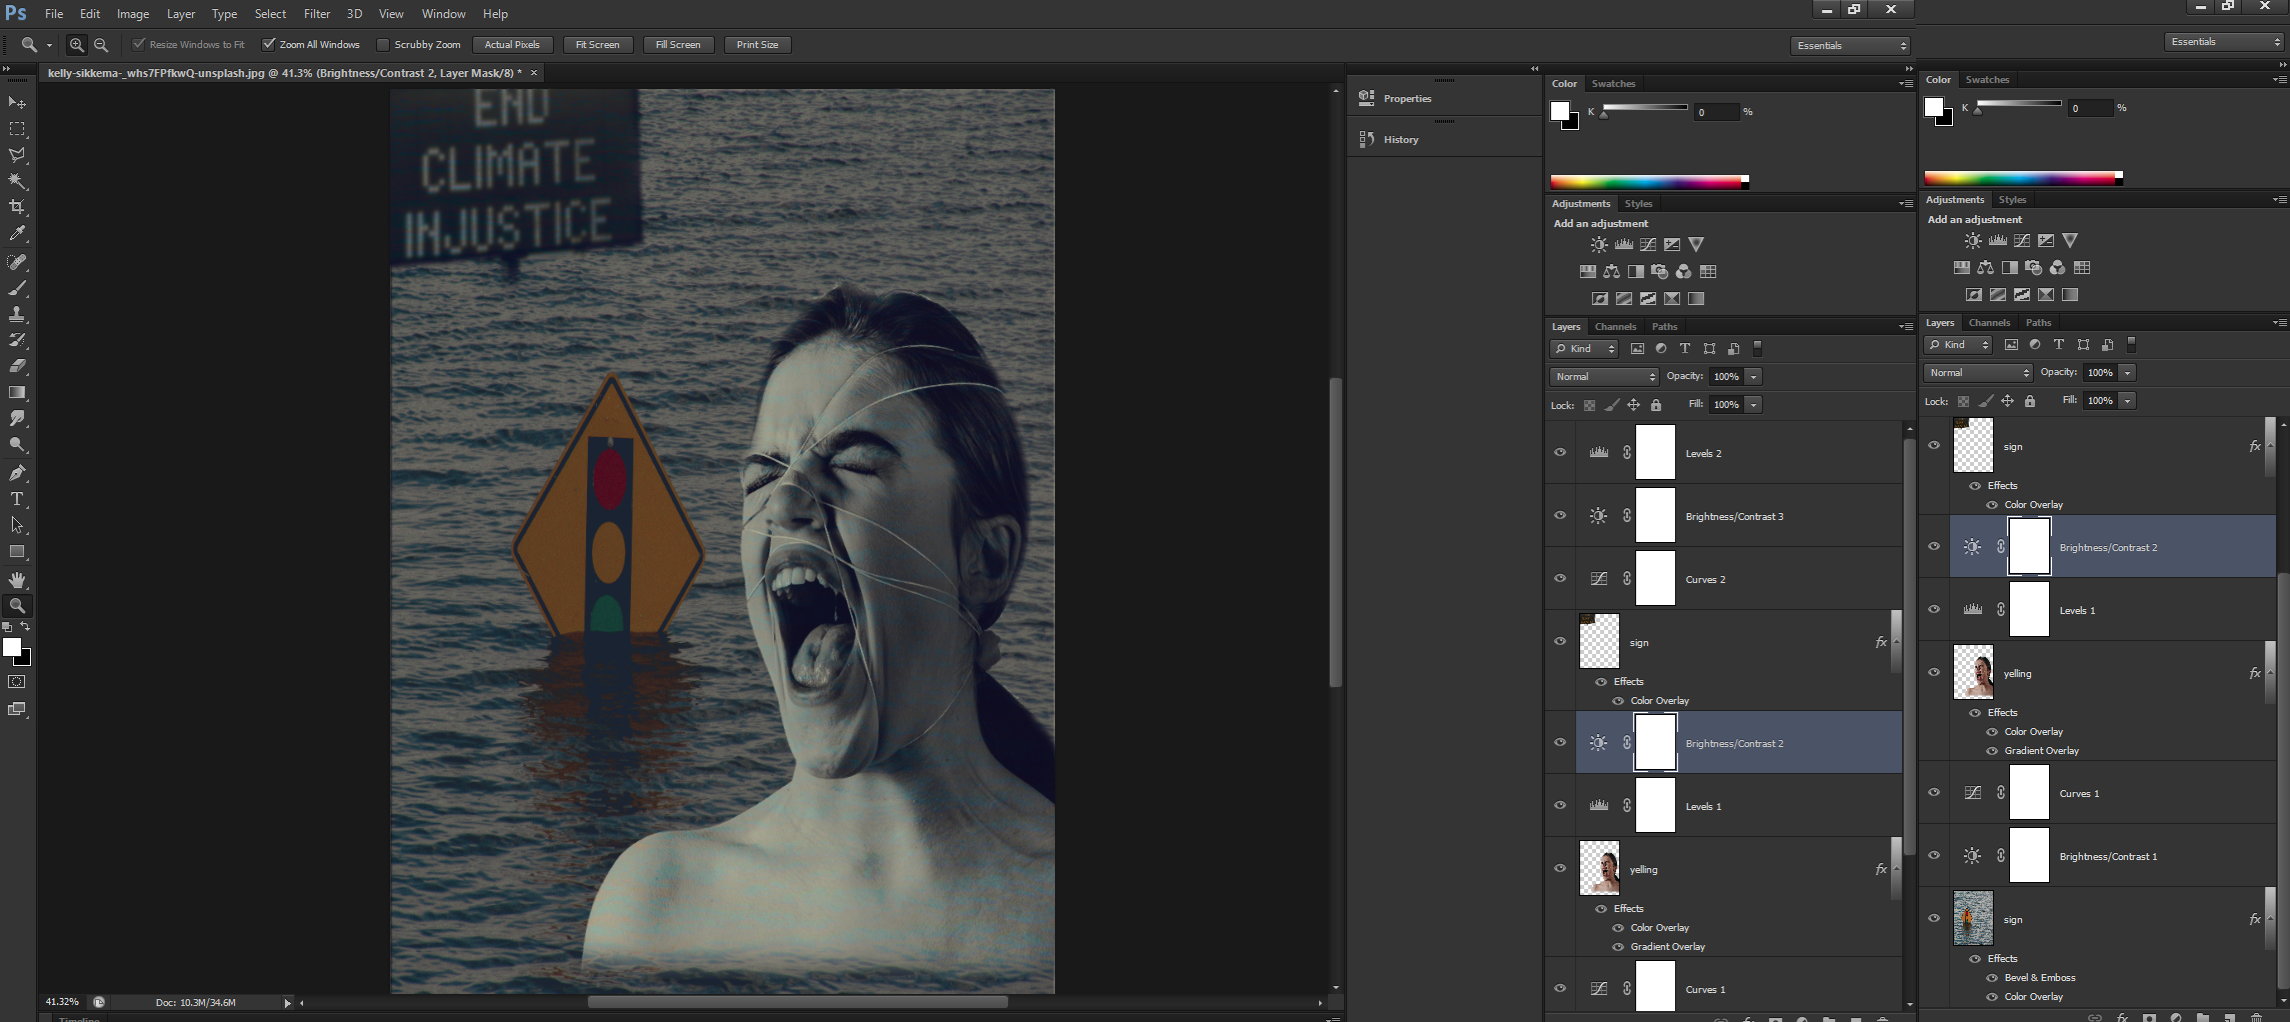 Ps File Edit Image Layer Type Select Filter 3D View Window Help
Resize Windows to Fit Zoom All Windows Scrubby Zoom Actual Pixels Fit Screen Fill Screen Print Size
Essentials
Essentials
kelly-sikkema-_whs7FPfkwQ-unsplash.jpg @ 41.3% (Brightness/Contrast 2, Layer Mask/8) * ×
END
CLIMATE
INJUSTICE
41.32%
Doc: 10.3M/34.6M
Timeline
Properties
History
Color Swatches
K 0 %
Adjustments Styles
Add an adjustment
Layers Channels Paths
Kind
Normal Opacity: 100%
Lock: Fill: 100%
Levels 2
Brightness/Contrast 3
Curves 2
sign fx
Effects
Color Overlay
Brightness/Contrast 2
Levels 1
yelling fx
Effects
Color Overlay
Gradient Overlay
Curves 1
Color Swatches
K 0 %
Adjustments Styles
Add an adjustment
Layers Channels Paths
Kind
Normal Opacity: 100%
Lock: Fill: 100%
sign fx
Effects
Color Overlay
Brightness/Contrast 2
Levels 1
yelling fx
Effects
Color Overlay
Gradient Overlay
Curves 1
Brightness/Contrast 1
sign fx
Effects
Bevel & Emboss
Color Overlay
fx